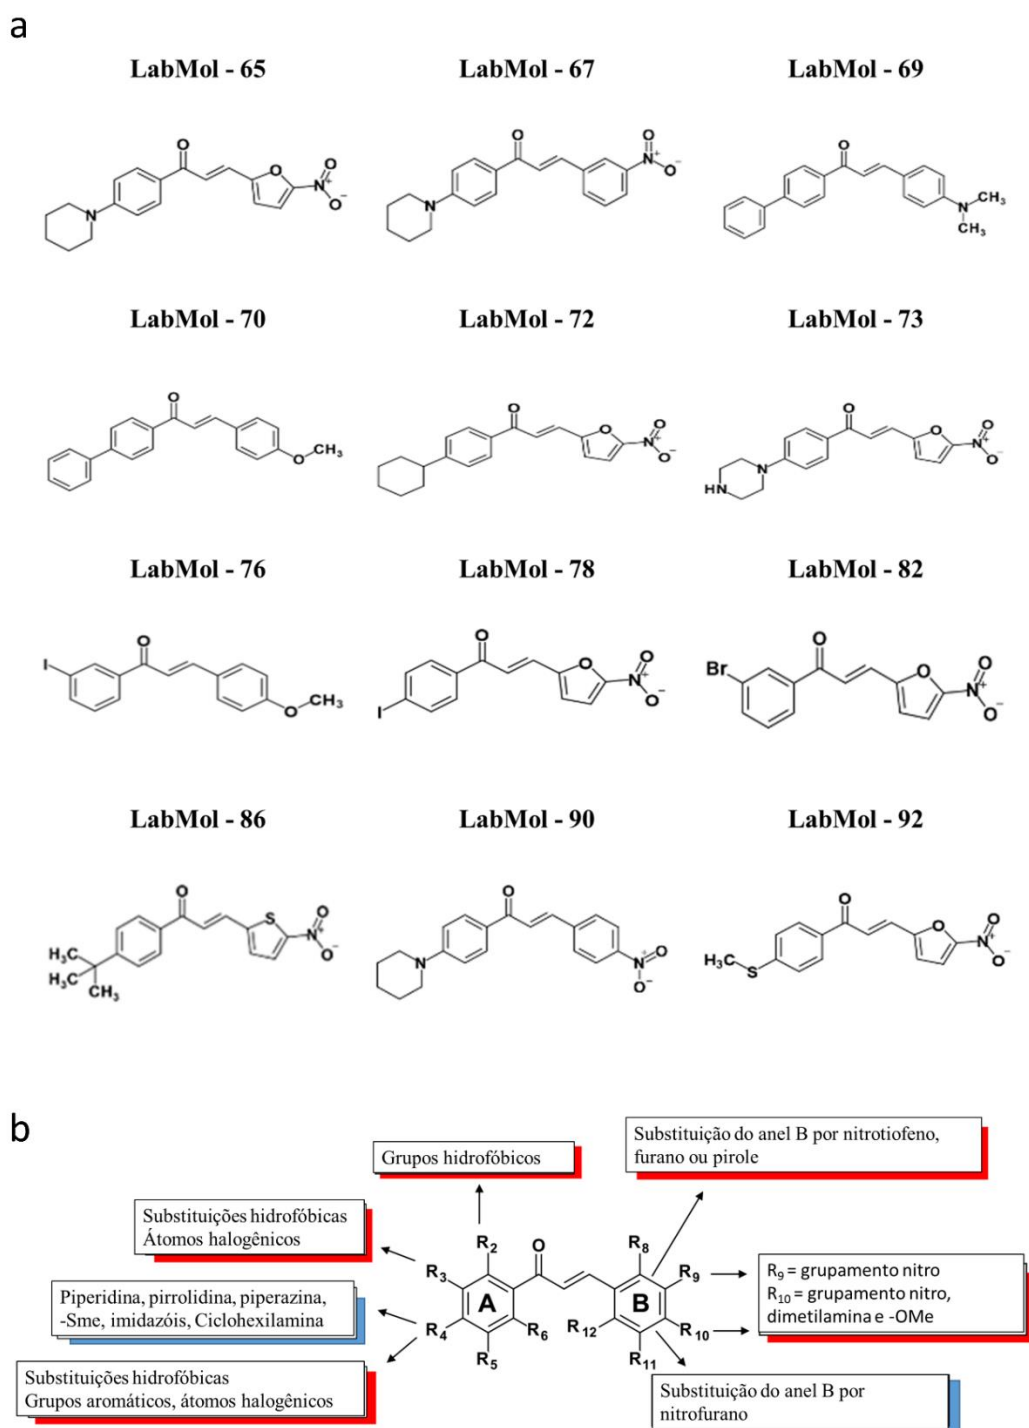 a
LabMol - 65
LabMol - 67
LabMol - 69
O
O
N
O
N+
O−
O
N
N+
O
O−
O
N
CH3
CH3
LabMol - 70
LabMol - 72
LabMol - 73
O
O
CH3
O
O
N+
O
O−
O
HN
N
O
N+
O
O−
LabMol - 76
LabMol - 78
LabMol - 82
I
O
O
CH3
O
I
O
N+
O
O−
Br
O
O
N+
O
O−
LabMol - 86
LabMol - 90
LabMol - 92
O
H3C
H3C
CH3
S
N+
O
O−
O
N
N+
O
O−
O
H3C
S
O
N+
O
O−
b
Grupos hidrofóbicos
Substituição do anel B por nitrotiofeno,
furano ou pirole
Substituições hidrofóbicas
Átomos halogênicos
Piperidina, pirrolidina, piperazina,
-Sme, imidazóis, Ciclohexilamina
Substituições hidrofóbicas
Grupos aromáticos, átomos halogênicos
R2
R3
R4
R5
R6
A
O
B
R8
R9
R10
R11
R12
R9 = grupamento nitro
R10 = grupamento nitro,
dimetilamina e -OMe
Substituição do anel B por
nitrofurano